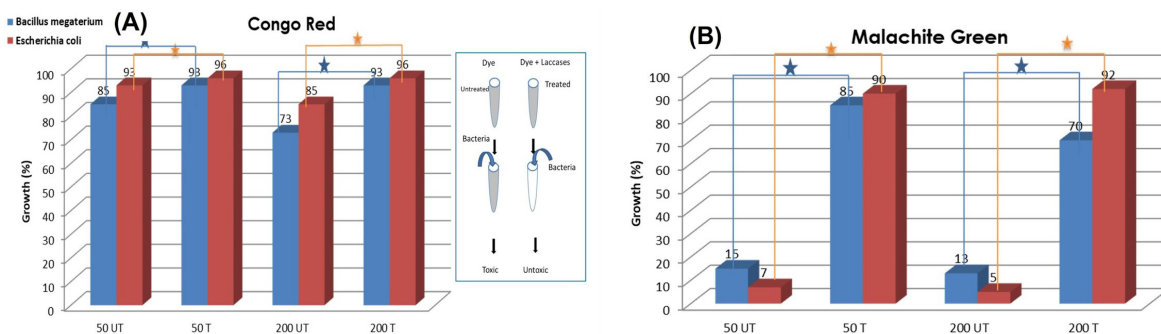 Bacillus megaterium
Escherichia coli
(A)
Congo Red
Growth (%)
100
90
80
70
60
50
40
30
20
10
0
85
93
93
96
73
85
93
96
50 UT
50 T
200 UT
200 T
Dye
Dye + Laccases
Untreated
Treated
Bacteria
Bacteria
Toxic
Untoxic
(B)
Malachite Green
Growth (%)
100
90
80
70
60
50
40
30
20
10
0
15
7
85
90
13
5
70
92
50 UT
50 T
200 UT
200 T